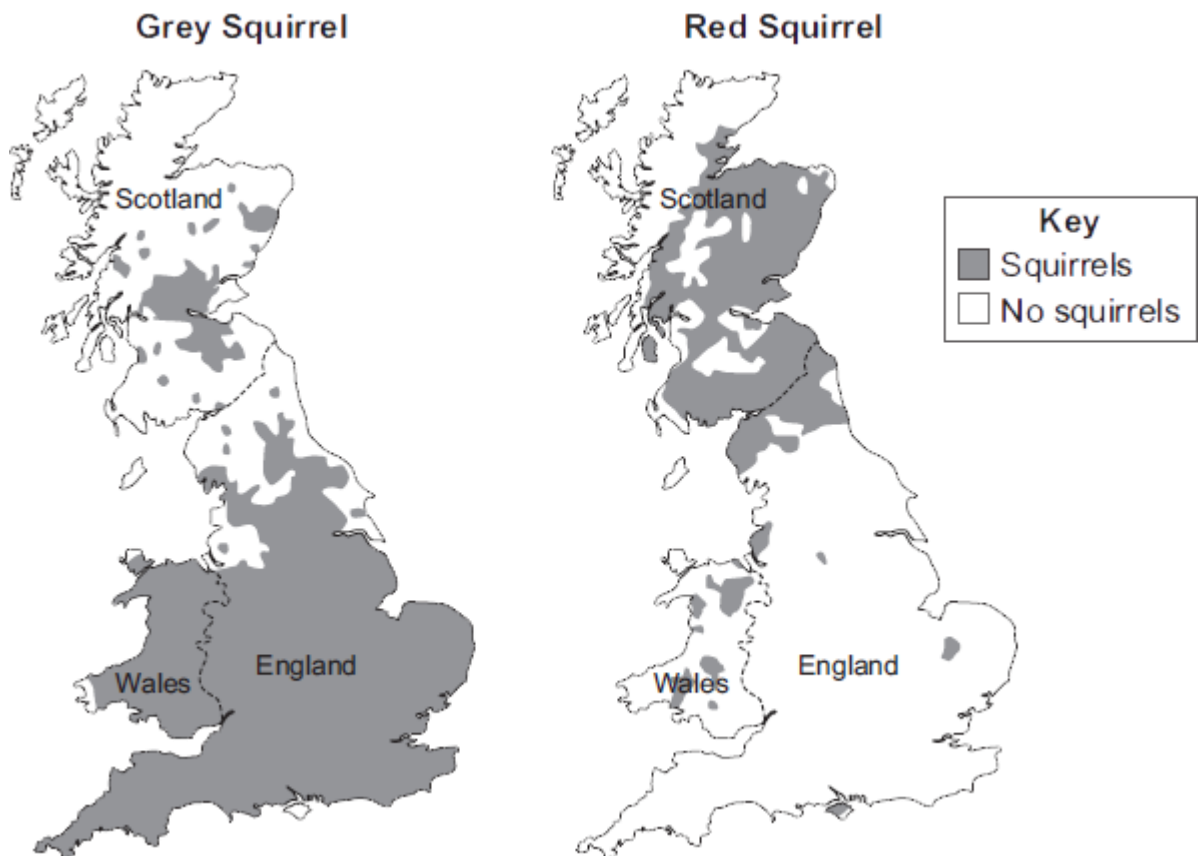 Grey Squirrel
Scotland
England
Wales
Red Squirrel
Scotland
England
Wales
Key
Squirrels
No squirrels